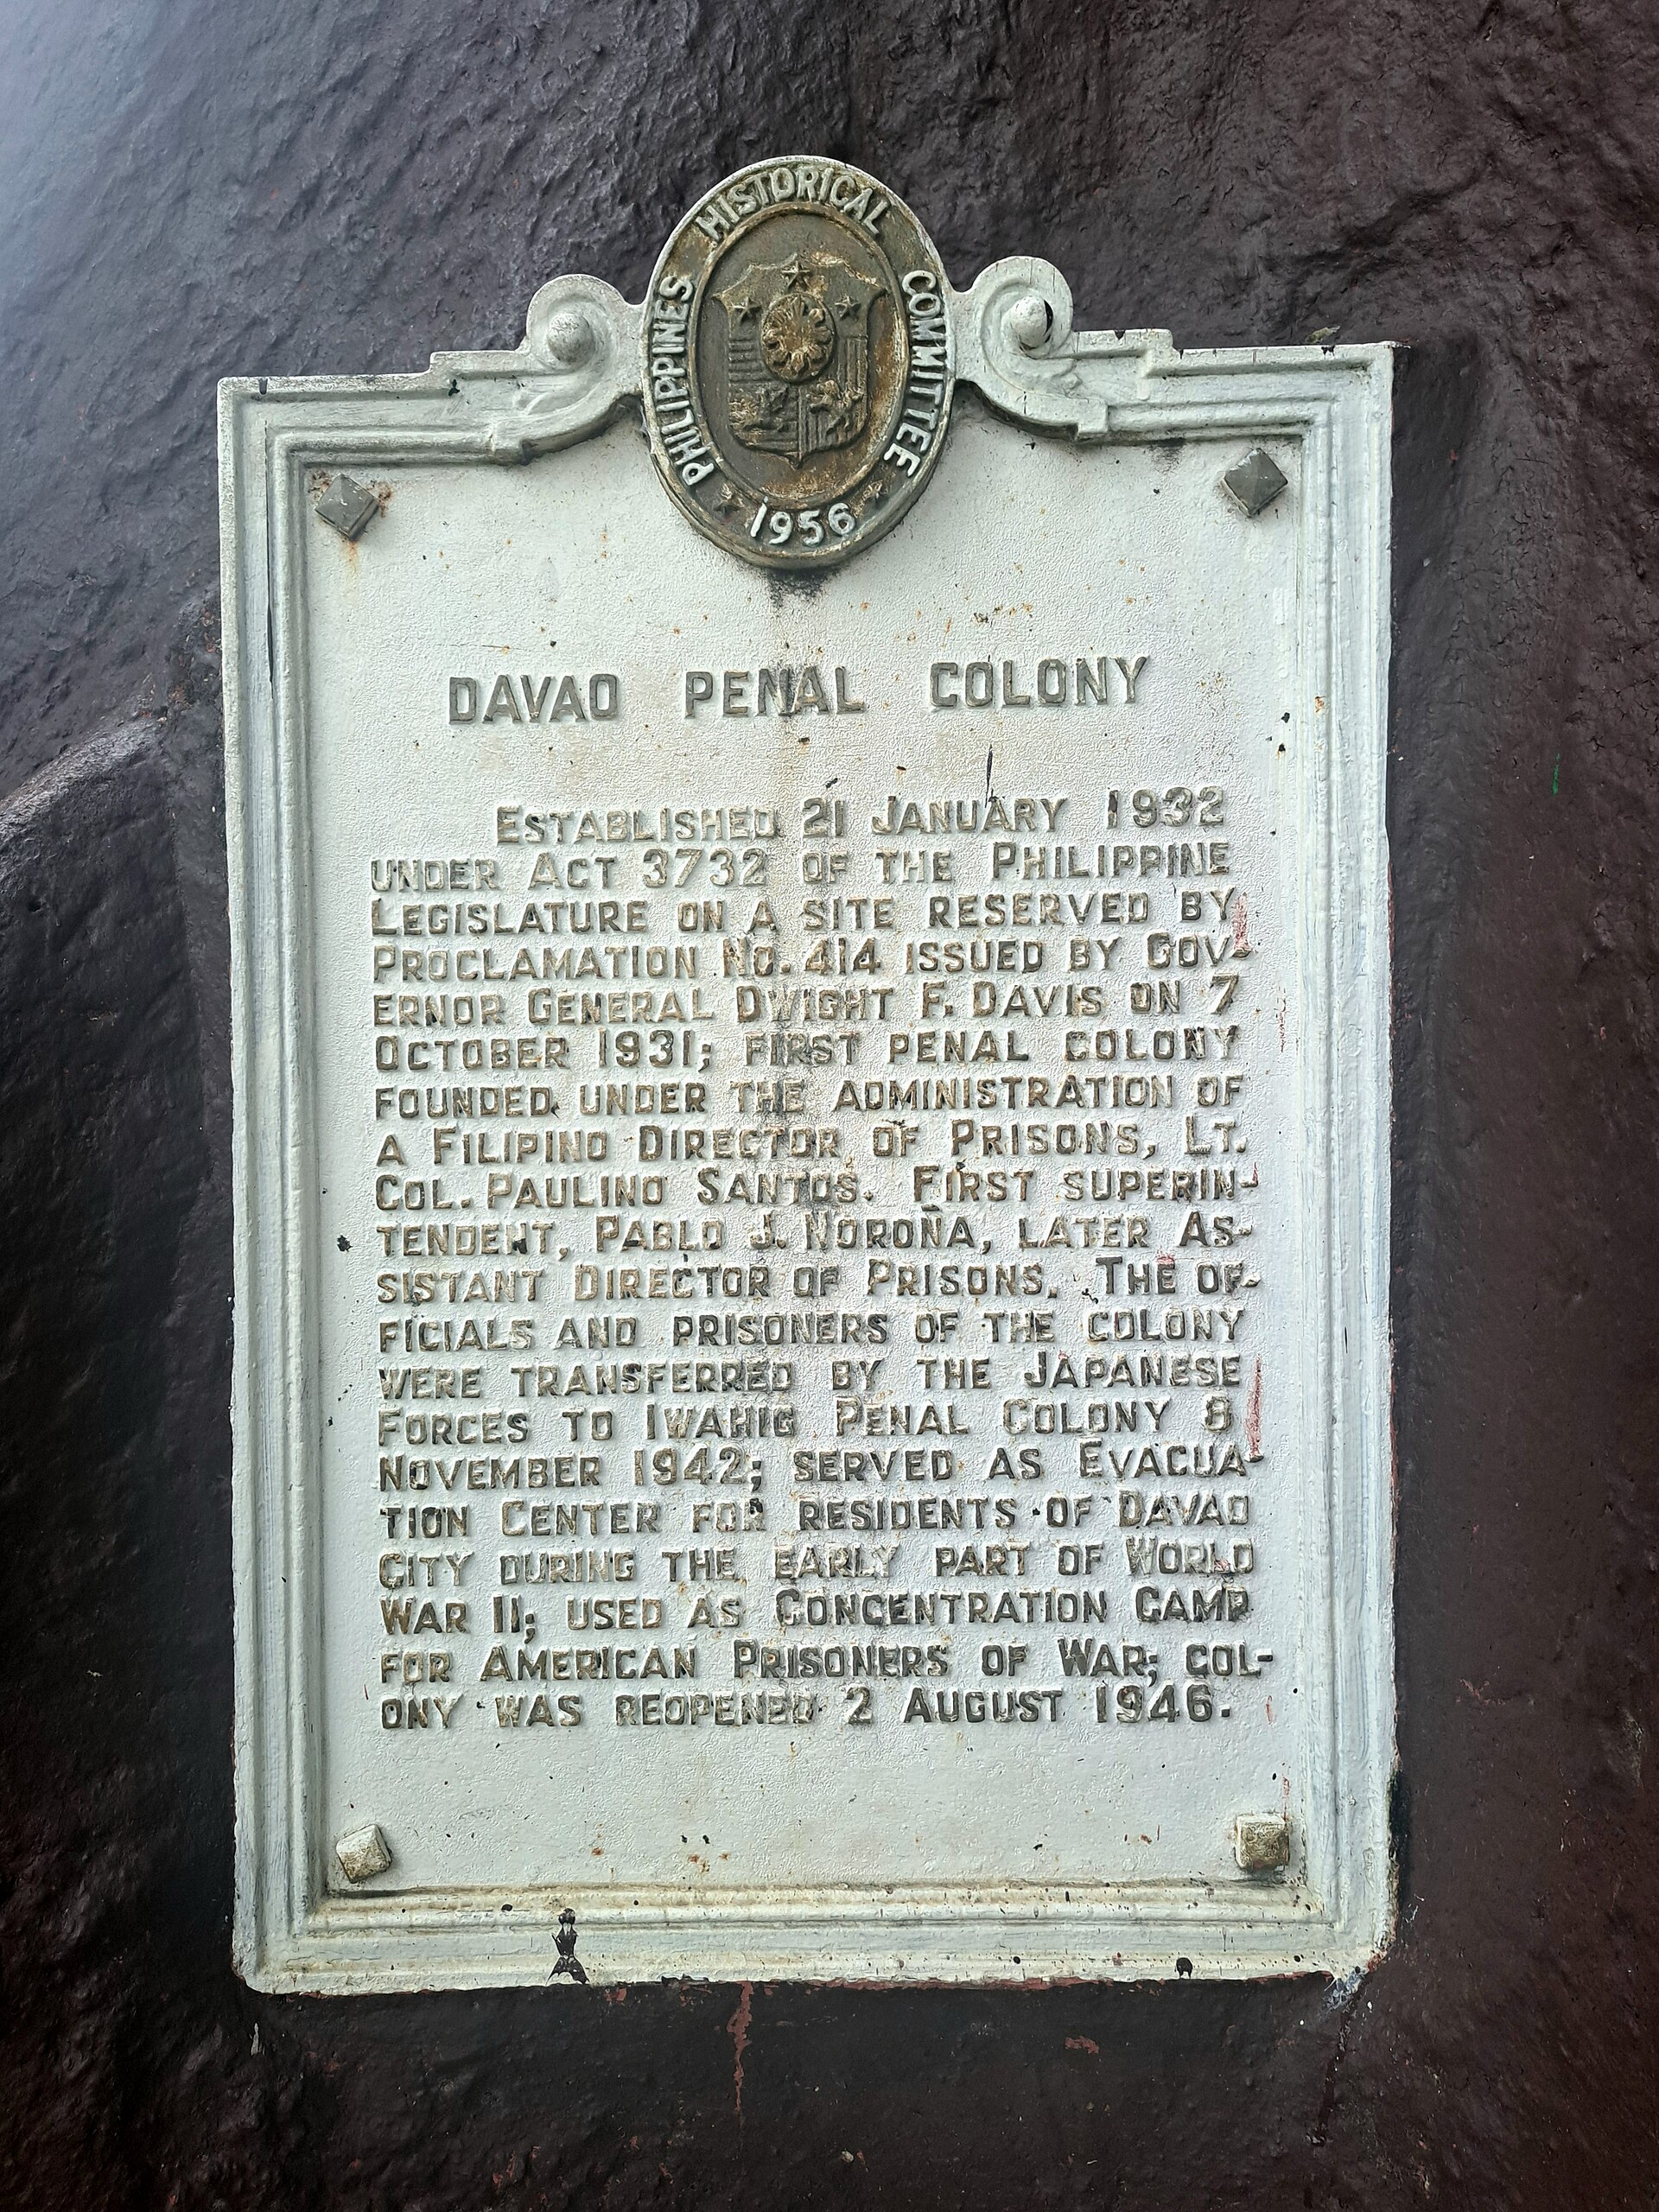 PHILIPPINES HISTORICAL COMMITTEE
1956
DAVAO PENAL COLONY
ESTABLISHED 21 JANUARY 1932
UNDER ACT 3732 OF THE PHILIPPINE
LEGISLATURE ON A SITE RESERVED BY
PROCLAMATION NO. 414 ISSUED BY GOV-
ERNOR GENERAL DWIGHT F. DAVIS ON 7
OCTOBER 1931; FIRST PENAL COLONY
FOUNDED UNDER THE ADMINISTRATION OF
A FILIPINO DIRECTOR OF PRISONS, LT.
COL. PAULINO SANTOS. FIRST SUPERIN-
TENDENT, PABLO J. NOROÑA, LATER AS-
SISTANT DIRECTOR OF PRISONS. THE OF-
FICIALS AND PRISONERS OF THE COLONY
WERE TRANSFERRED BY THE JAPANESE
FORCES TO IWAHIG PENAL COLONY 8
NOVEMBER 1942; SERVED AS EVACUA-
TION CENTER FOR RESIDENTS OF DAVAO
CITY DURING THE EARLY PART OF WORLD
WAR II; USED AS CONCENTRATION CAMP
FOR AMERICAN PRISONERS OF WAR; COL-
ONY WAS REOPENED 2 AUGUST 1946.